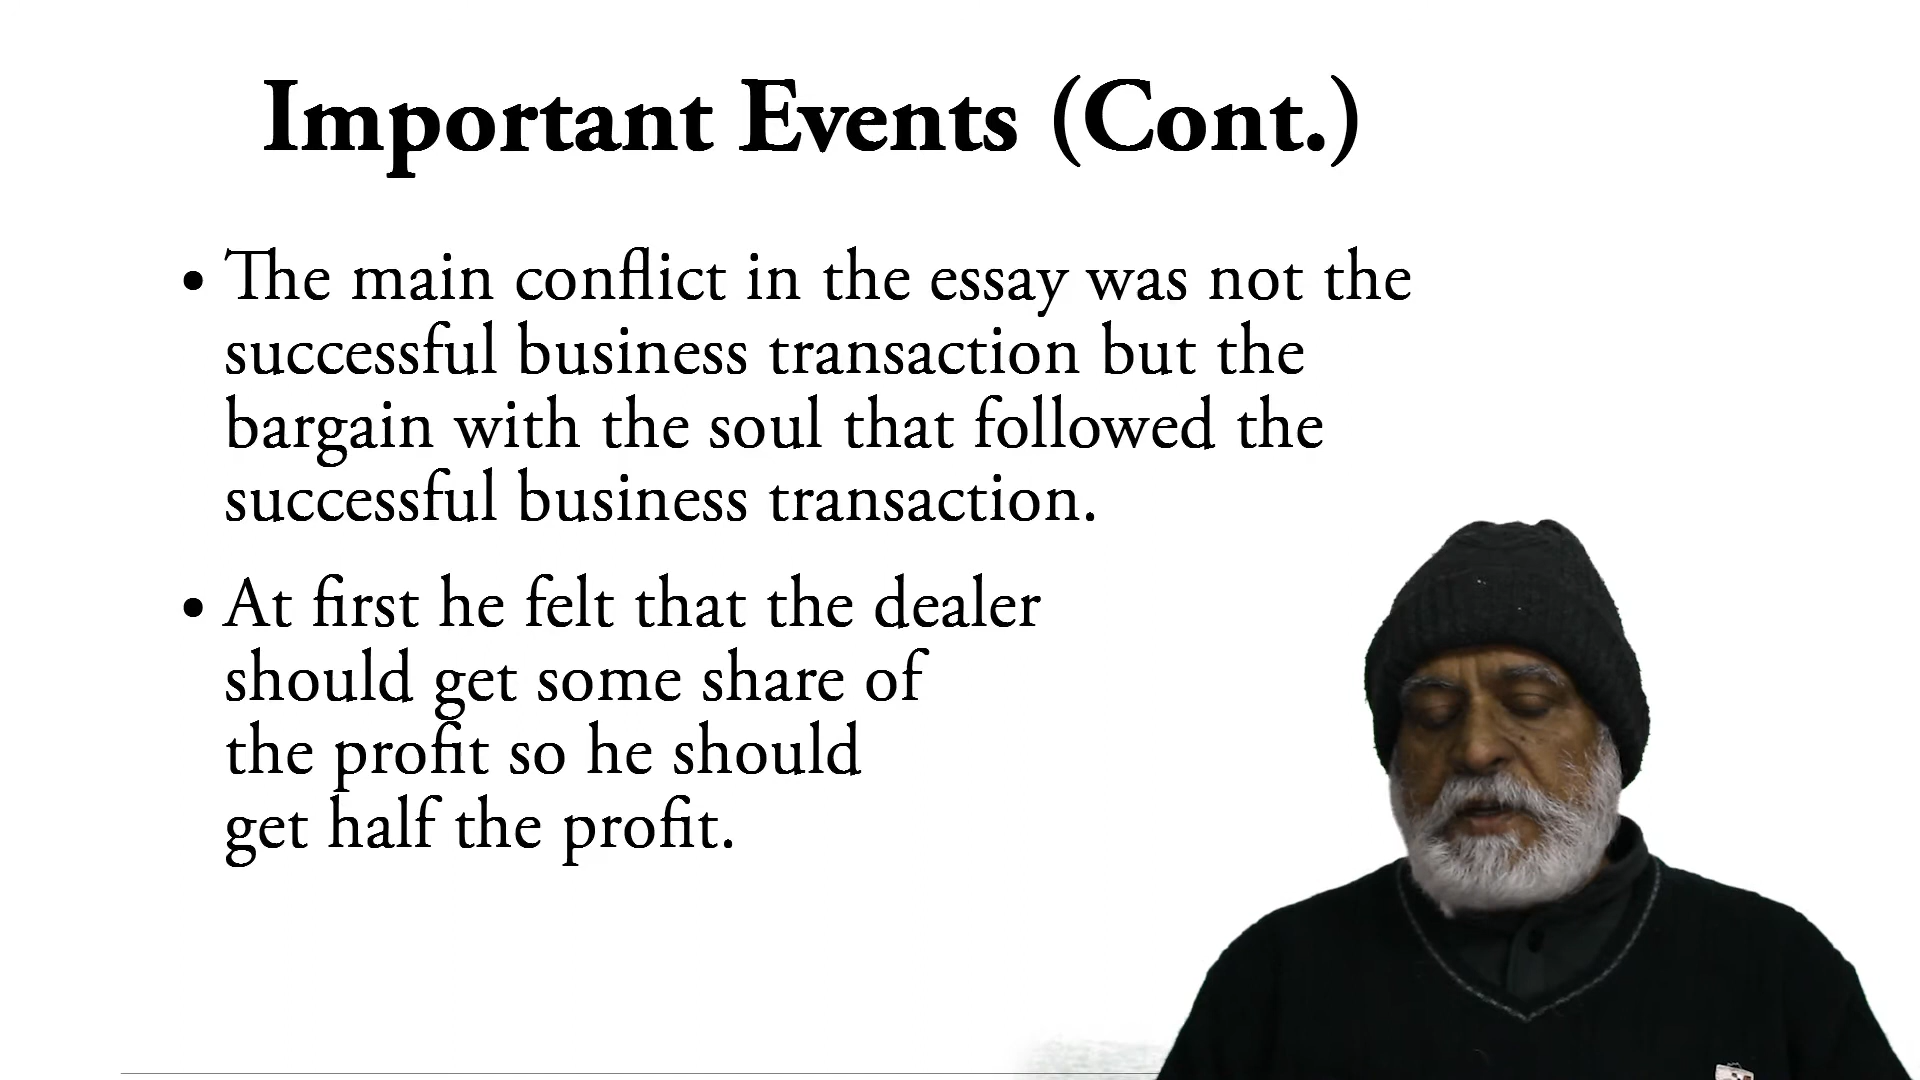 Important Events (Cont.)
• The main conflict in the essay was not the
successful business transaction but the
bargain with the soul that followed the
successful business transaction.
• At first he felt that the dealer
should get some share of
the profit so he should
get half the profit.